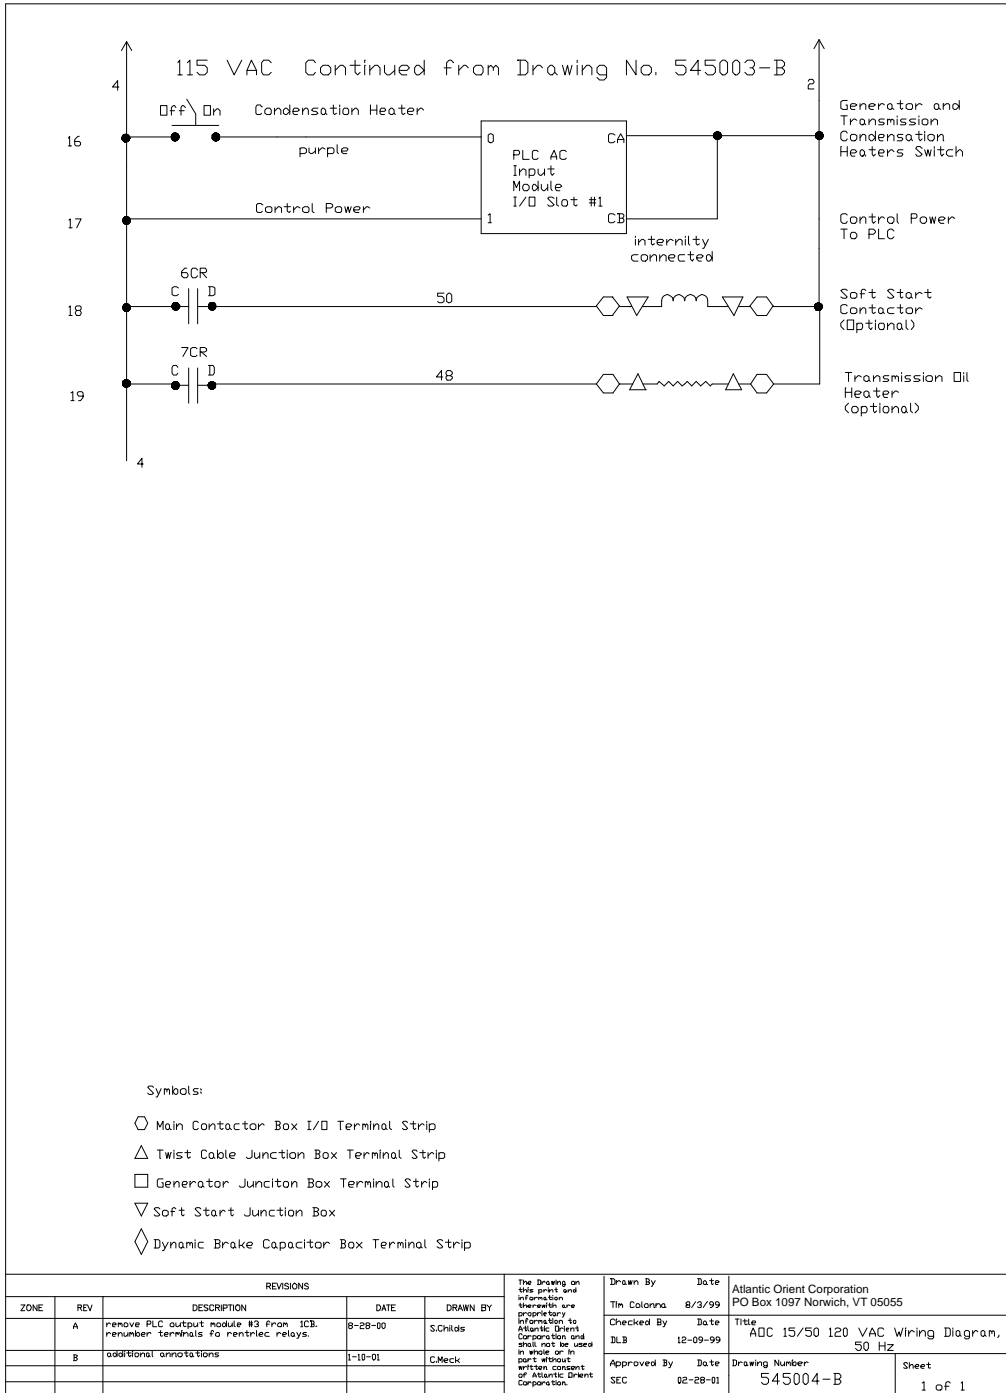 115 VAC Continued from Drawing No. 545003-B
4
2
Off On
Condensation Heater
16
purple
0
CA
PLC AC
Input
Module
I/O Slot #1
Generator and
Transmission
Condensation
Heaters Switch
17
Control Power
1
CB
internilty
connected
Control Power
To PLC
6CR
C D
18
50
Soft Start
Contactor
(Optional)
7CR
C D
19
48
Transmission Oil
Heater
(optional)
4
Symbols:
Main Contactor Box I/O Terminal Strip
Twist Cable Junction Box Terminal Strip
Generator Junciton Box Terminal Strip
Soft Start Junction Box
Dynamic Brake Capacitor Box Terminal Strip
REVISIONS
ZONE REV DESCRIPTION DATE DRAWN BY
A remove PLC output module #3 from 1CB. renumber terminals fo rentrlec relays. 8-28-00 S.Childs
B additional annotations 1-10-01 C.Meck
The Drawing on
this print and
information
therewith are
proprietary
information to
Atlantic Orient
Corporation and
shall not be used
in whole or in
part without
written consent
of Atlantic Orient
Corporation.
Drawn By Date
Tim Colonna 8/3/99
Checked By Date
DLB 12-09-99
Approved By Date
SEC 02-28-01
Atlantic Orient Corporation
PO Box 1097 Norwich, VT 05055
Title
AOC 15/50 120 VAC Wiring Diagram,
50 Hz
Drawing Number
545004-B
Sheet
1 of 1